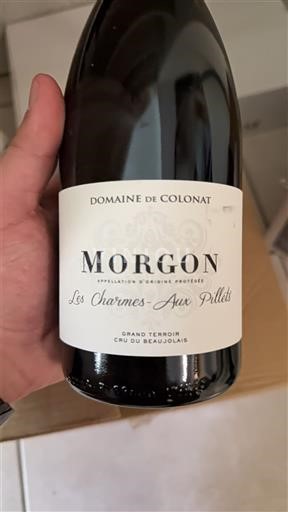 DOMAINE DE COLONAT
MORGON
APPELLATION D'ORIGINE PROTÉGÉE
Les Charmes-Aux Pillets
GRAND TERROIR
CRU DU BEAUJOLAIS